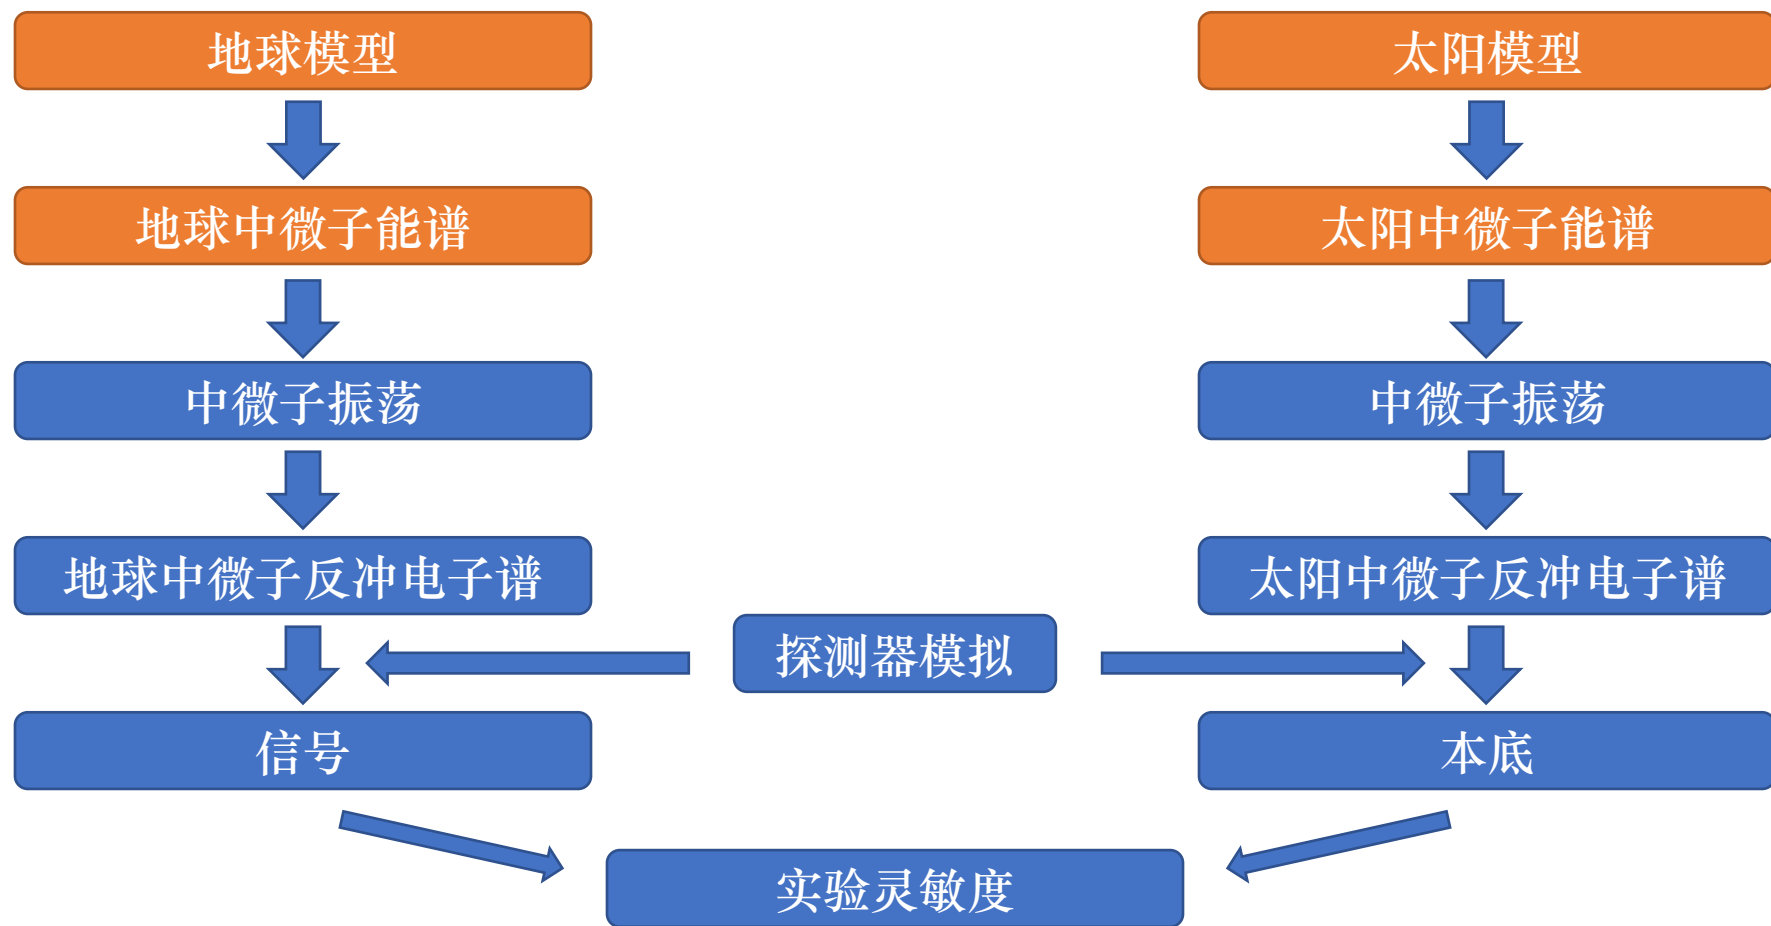 地球模型
太阳模型
地球中微子能谱
太阳中微子能谱
中微子振荡
中微子振荡
地球中微子反冲电子谱
太阳中微子反冲电子谱
探测器模拟
信号
本底
实验灵敏度